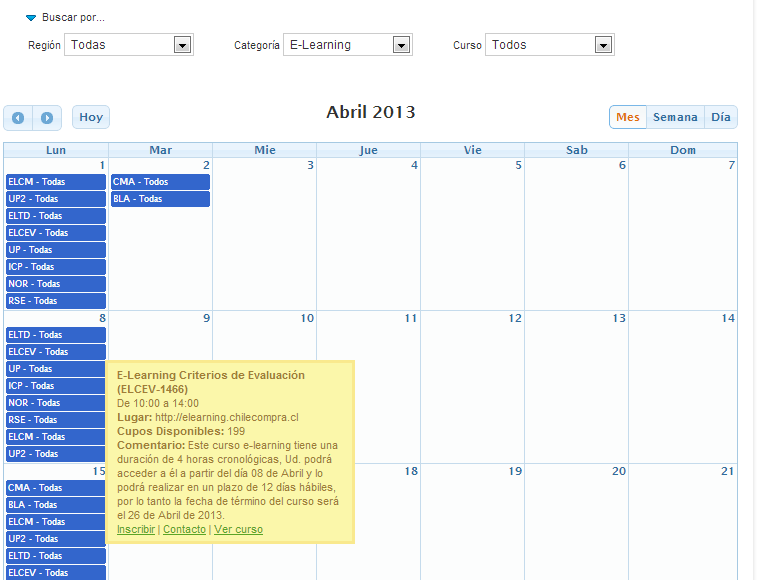 Buscar por...
Región Todas Categoría E-Learning Curso Todos
Hoy Abril 2013 Mes Semana Día
Lun Mar Mie Jue Vie Sab Dom
1 2 3 4 5 6 7
ELCM - Todas CMA - Todos
UP2 - Todas BLA - Todas
ELTD - Todas
ELCEV - Todas
UP - Todas
ICP - Todas
NOR - Todas
RSE - Todas
8 9 10 11 12 13 14
ELTD - Todas
ELCEV - Todas
UP - Todas
ICP - Todas
NOR - Todas
RSE - Todas
ELCM - Todas
UP2 - Todas
E-Learning Criterios de Evaluación
(ELCEV-1466)
De 10:00 a 14:00
Lugar: http://elearning.chilecompra.cl
Cupos Disponibles: 199
Comentario: Este curso e-learning tiene una
duración de 4 horas cronológicas, Ud. podrá
acceder a él a partir del día 08 de Abril y lo
podrá realizar en un plazo de 12 días hábiles,
por lo tanto la fecha de término del curso será
el 26 de Abril de 2013.
Inscribir | Contacto | Ver curso
15 18 19 20 21
CMA - Todas
BLA - Todas
ELCM - Todas
UP2 - Todas
ELTD - Todas
ELCEV - Todas